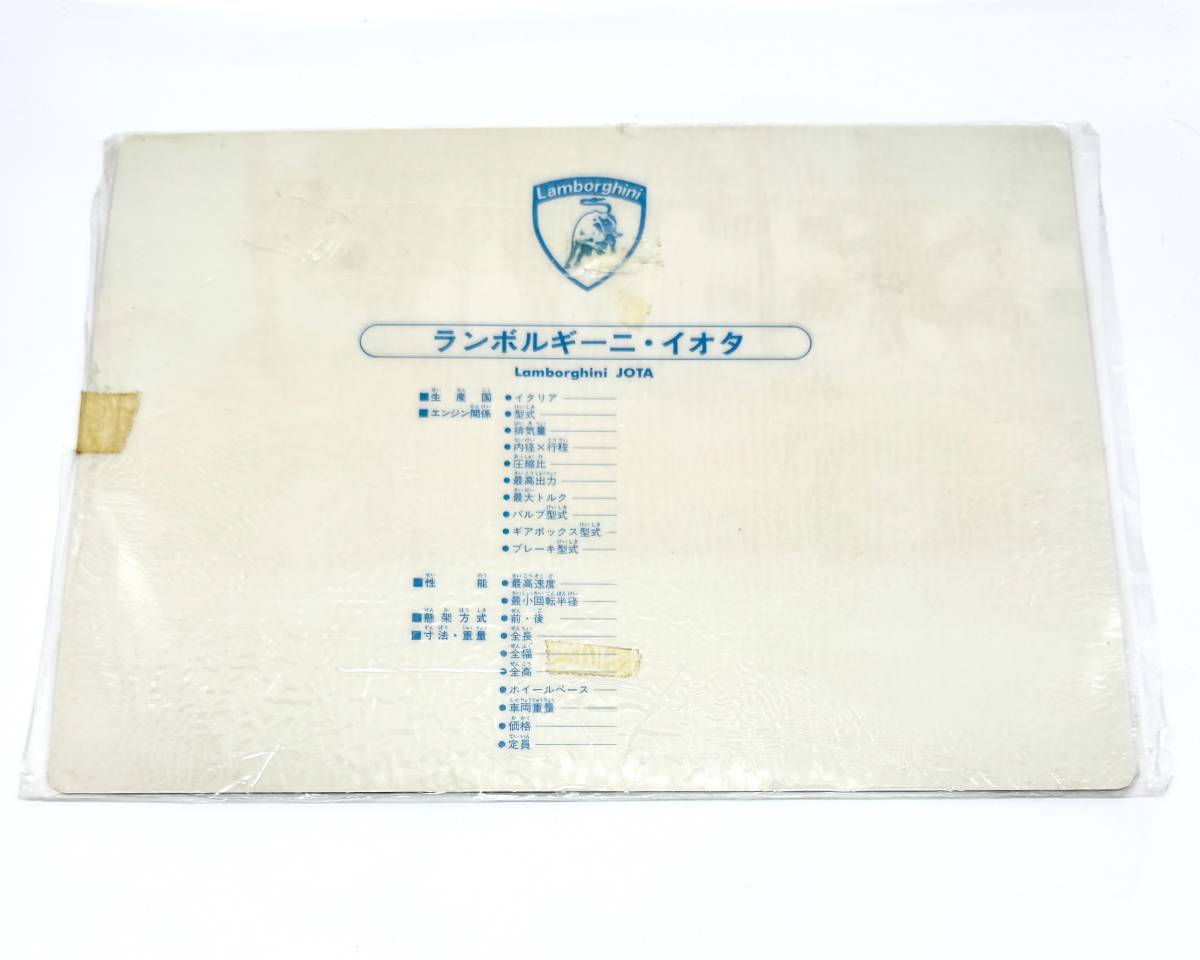 Lamborghini
ランボルギーニ・イオタ
Lamborghini JOTA
■生産国 ●イタリア
■エンジン関係 ●型式
●排気量
●内径×行程
●圧縮比
●最高出力
●最大トルク
●バルブ型式
●ギアボックス型式
●ブレーキ型式
■性能 ●最高速度
●最小回転半径
■懸架方式 ●前・後
■寸法・重量 ●全長
●全幅
●全高
●ホイールベース
●車両重量
●価格
●定員